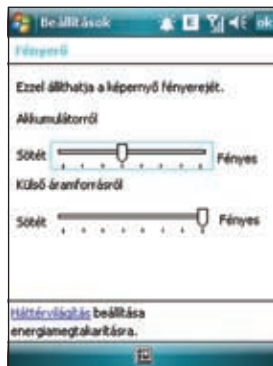 Beállítások
ok
Fényerő
Ezzel állíthatja a képernyő fényerejét.
Akkumulátorról
Sötét Fényes
Külső áramforrásról
Sötét Fényes
Háttérvilágítás beállítása
energiamegtakarításra.